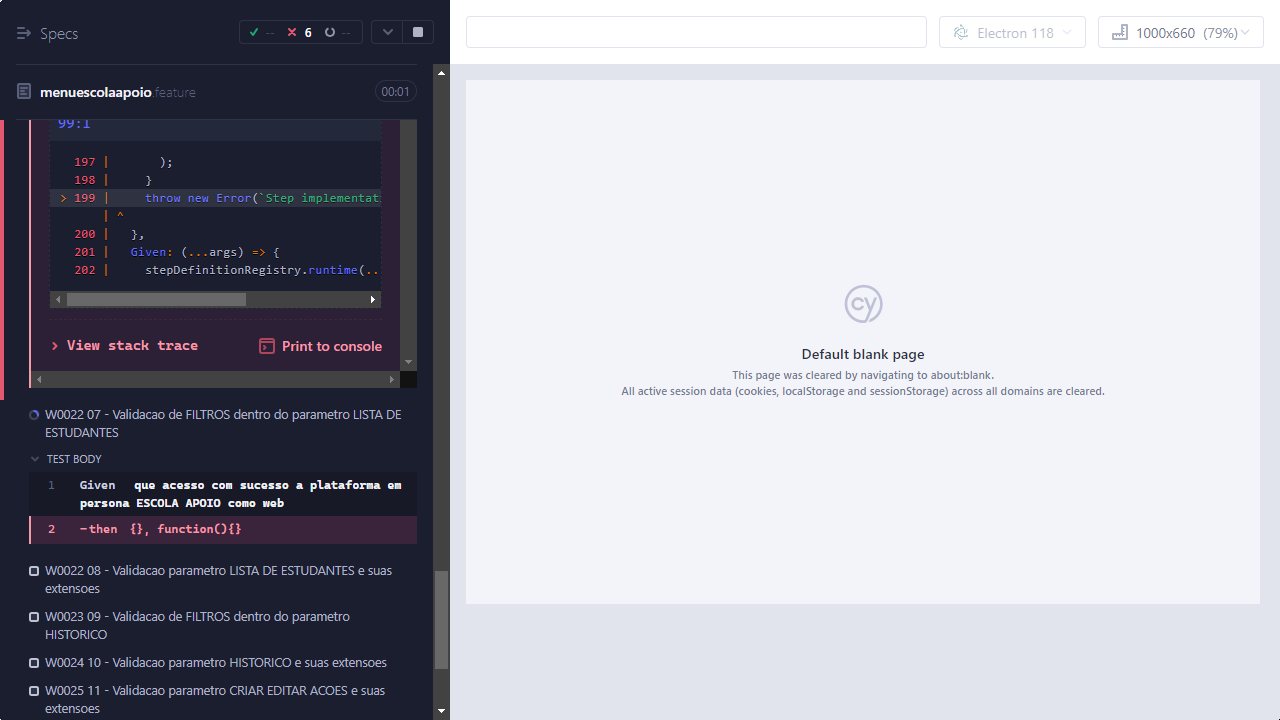 Specs
-- 6 --
menuescolaapoio.feature 00:01
99:1
197 | );
198 | }
> 199 | throw new Error(`Step implementati
| ^
200 | },
201 | Given: (...args) => {
202 | stepDefinitionRegistry.runtime(..
View stack trace Print to console
W0022 07 - Validacao de FILTROS dentro do parametro LISTA DE
ESTUDANTES
TEST BODY
1 Given que acesso com sucesso a plataforma em
persona ESCOLA APOIO como web
2 -then {}, function(){}
W0022 08 - Validacao parametro LISTA DE ESTUDANTES e suas
extensoes
W0023 09 - Validacao de FILTROS dentro do parametro
HISTORICO
W0024 10 - Validacao parametro HISTORICO e suas extensoes
W0025 11 - Validacao parametro CRIAR EDITAR ACOES e suas
extensoes
Electron 118
1000x660 (79%)
cy
Default blank page
This page was cleared by navigating to about:blank.
All active session data (cookies, localStorage and sessionStorage) across all domains are cleared.